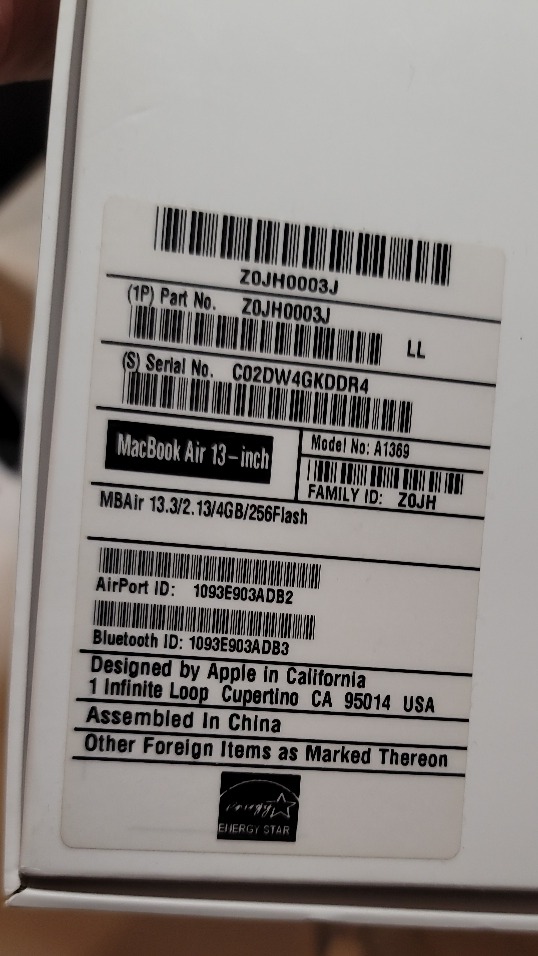 Z0JH0003J
(1P) Part No. Z0JH0003J
LL
(S) Serial No. C02DW4GKDDR4
MacBook Air 13-inch
Model No: A1369
FAMILY ID: Z0JH
MBAir 13.3/2.13/4GB/256Flash
AirPort ID: 1093E903ADB2
Bluetooth ID: 1093E903ADB3
Designed by Apple in California
1 Infinite Loop Cupertino CA 95014 USA
Assembled In China
Other Foreign Items as Marked Thereon
energy
ENERGY STAR